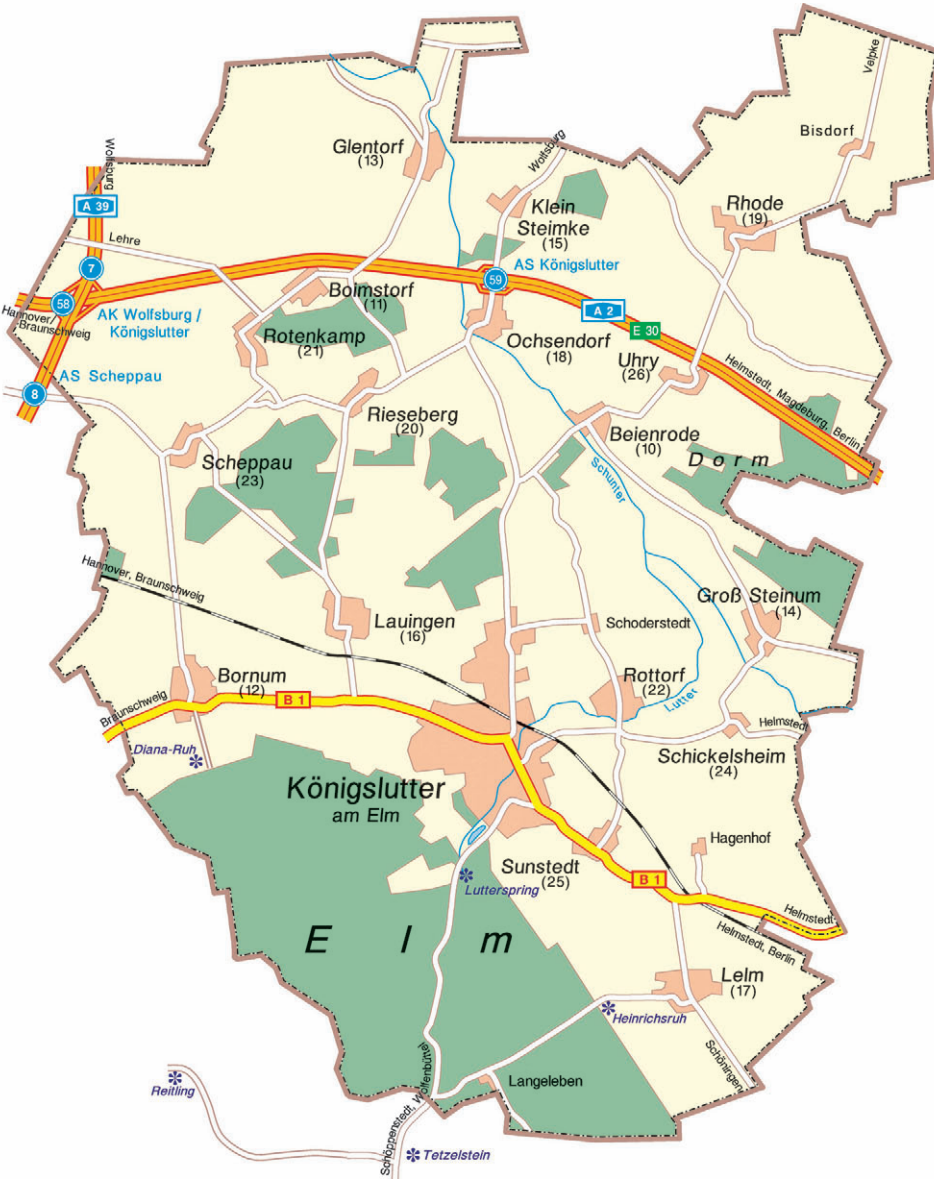 Velpke
Bisdorf
Wolfsburg
Glentorf
(13)
Wolfsburg
A 39
Klein
Steimke
(15)
Rhode
(19)
Lehre
7
AS Königslutter
59
58
Hannover/
-Braunschweig
AK Wolfsburg /
Königslutter
Boimstorf
(11)
A 2
E 30
Rotenkamp
(21)
Ochsendorf
(18)
Uhry
(26)
Helmstedt, Magdeburg, Berlin
AS Scheppau
8
Rieseberg
(20)
Beienrode
(10)
Dorm
Scheppau
(23)
Schunter
Hannover, Braunschweig
Groß Steinum
(14)
Lauingen
(16)
Schoderstedt
Bornum
(12)
Rottorf
(22)
Braunschweig
B 1
Lutter
Helmstedt
Diana-Ruh
Schickelsheim
(24)
Königslutter
am Elm
Hagenhof
Sunstedt
(25)
Lutterspring
B 1
Helmstedt
Helmstedt, Berlin
Elm
Lelm
(17)
Heinrichsruh
Schöningen
Langeleben
Reitling
Schöppenstedt, Wolfenbüttel
Tetzelstein